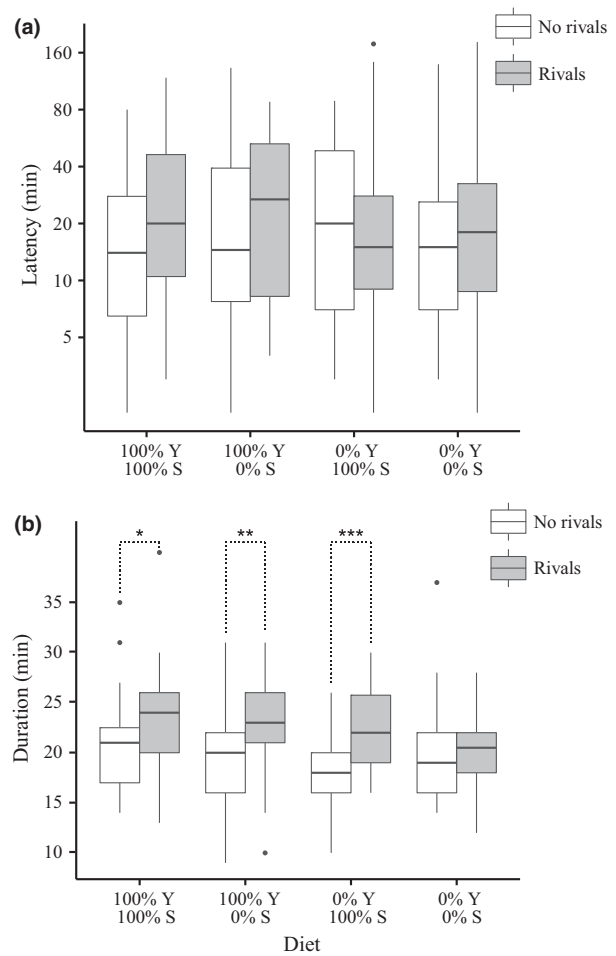 (a)
No rivals
Rivals
Latency (min)
160
80
40
20
10
5
100% Y 100% Y 0% Y 0% Y
100% S 0% S 100% S 0% S
(b)
No rivals
Rivals
* ** ***
Duration (min)
35
30
25
20
15
10
100% Y 100% Y 0% Y 0% Y
100% S 0% S 100% S 0% S
Diet